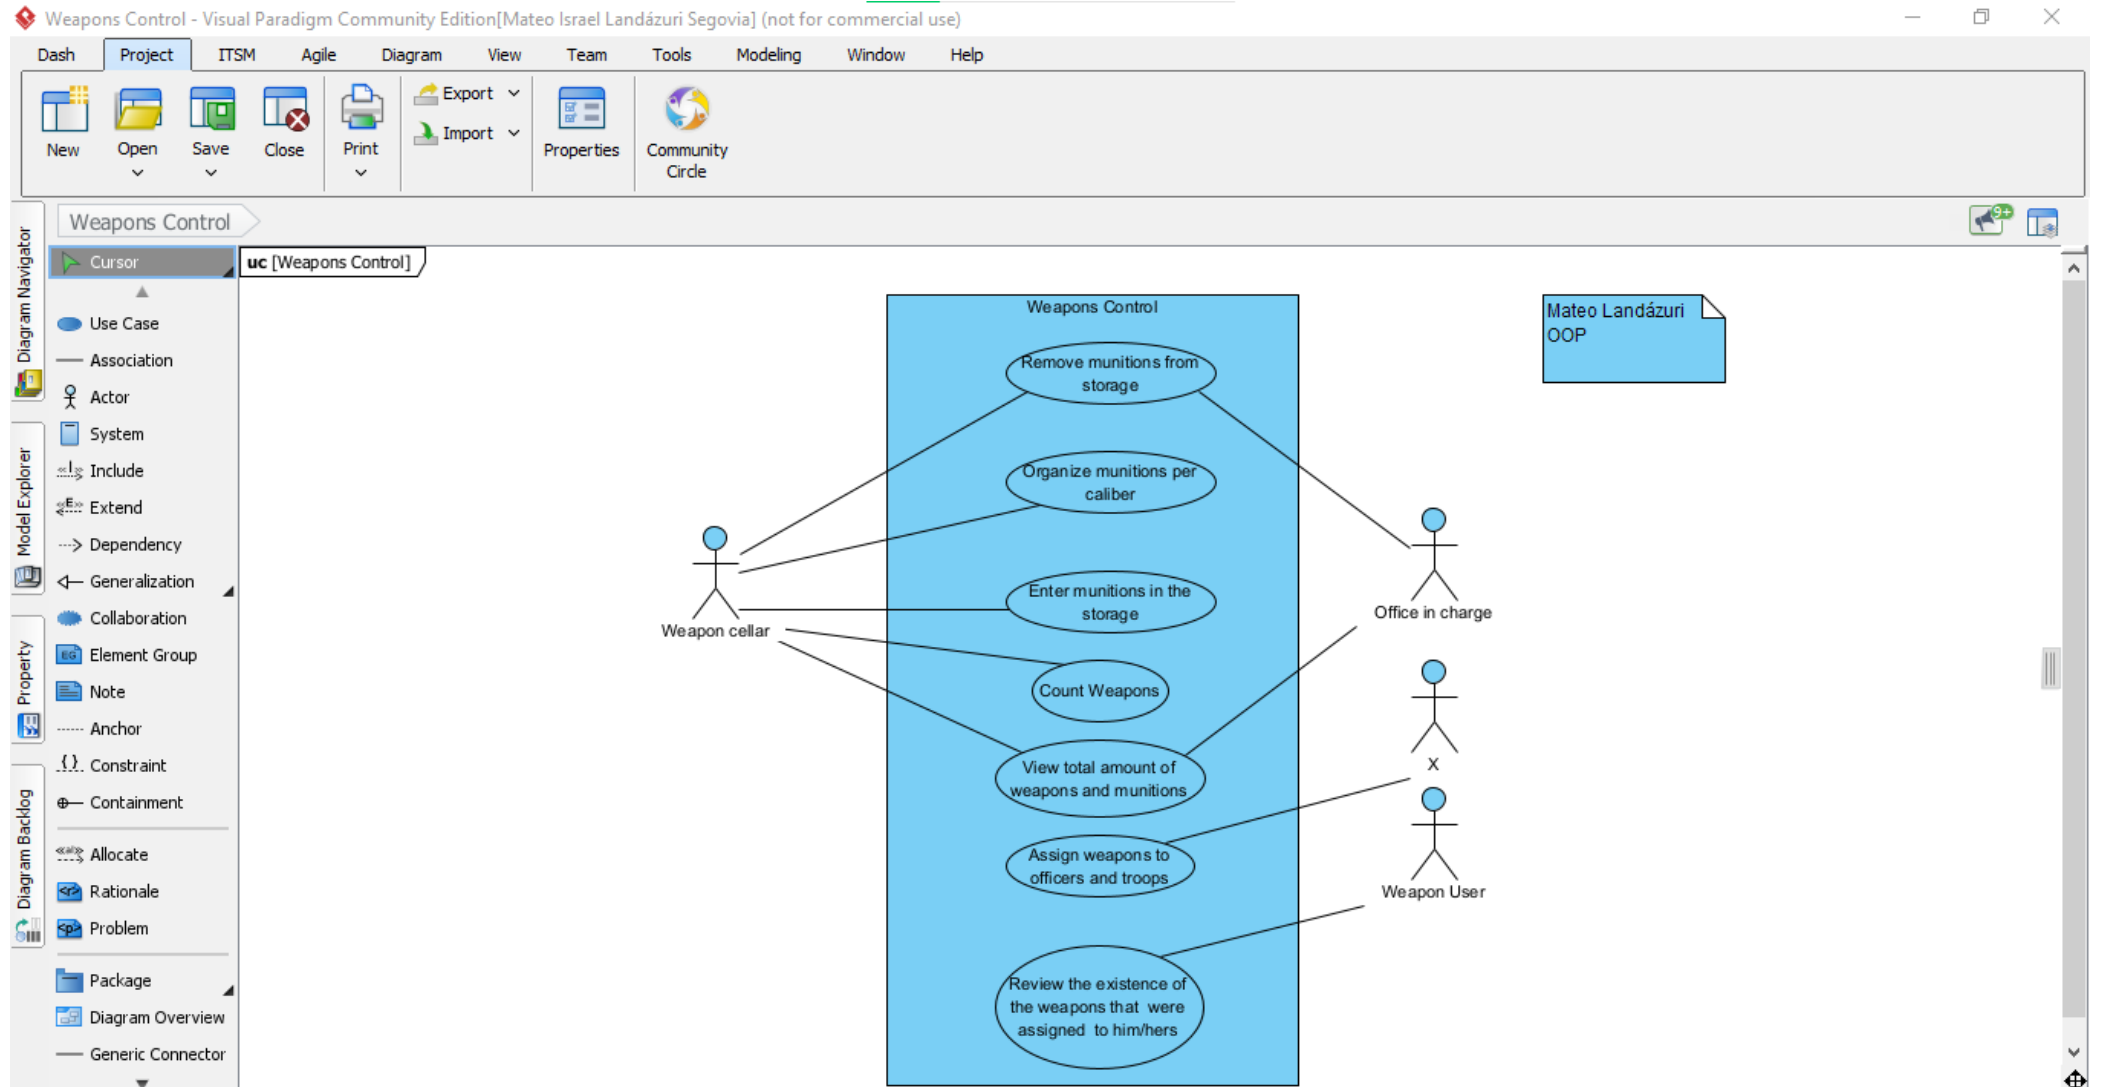 Weapons Control - Visual Paradigm Community Edition[Mateo Israel Landázuri Segovia] (not for commercial use)
Dash Project ITSM Agile Diagram View Team Tools Modeling Window Help
New
Open
Save
Close
Print
Export
Import
Properties
Community
Circle
Diagram Navigator
Model Explorer
Property
Diagram Backlog
Weapons Control
9+
Cursor
Use Case
Association
Actor
System
Include
Extend
Dependency
Generalization
Collaboration
EG Element Group
Note
Anchor
Constraint
Containment
Allocate
<r> Rationale
<p> Problem
Package
Diagram Overview
Generic Connector
uc [Weapons Control]
Weapons Control
Remove munitions from
storage
Organize munitions per
caliber
Enter munitions in the
storage
Count Weapons
View total amount of
weapons and munitions
Assign weapons to
officers and troops
Review the existence of
the weapons that were
assigned to him/hers
Weapon cellar
Office in charge
X
Weapon User
Mateo Landázuri
OOP